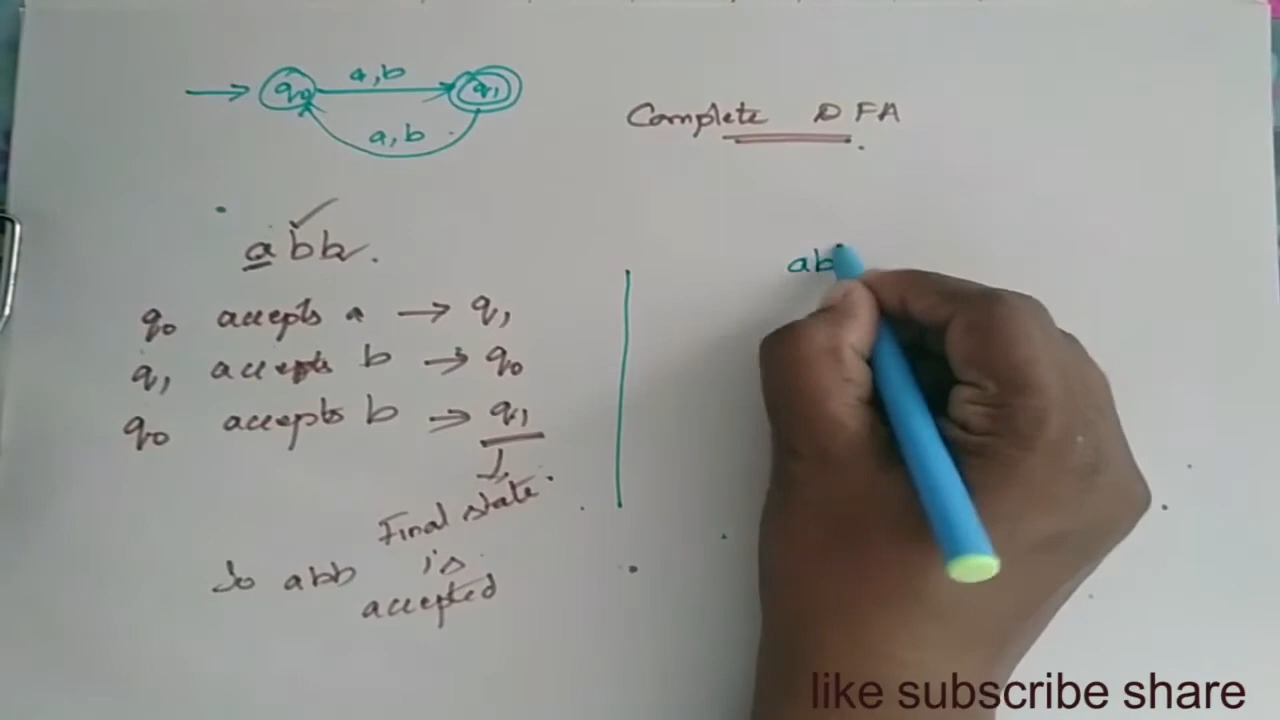 a,b
q0 q1
a,b
Complete DFA
abb.
q0 accepts a → q1
q1 accepts b → q0
q0 accepts b → q1
Final state.
So abb is
accepted
ab
like subscribe share